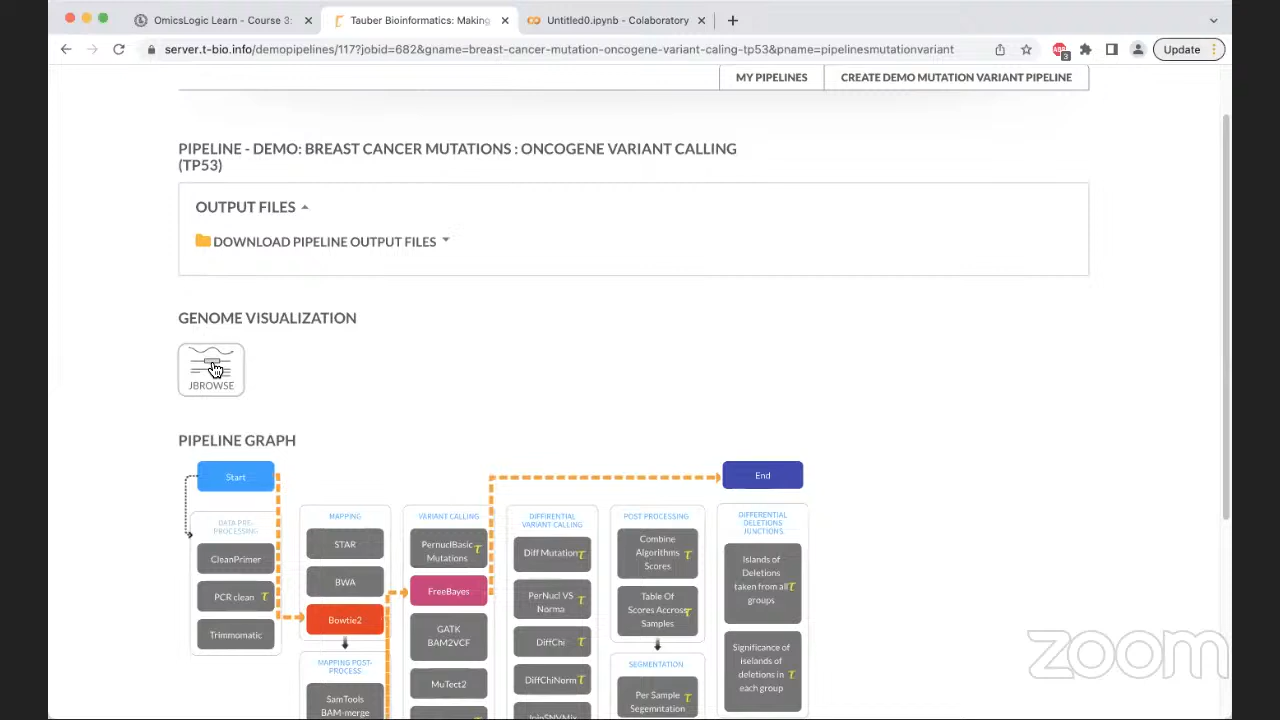 OmicsLogic Learn - Course 3:
Tauber Bioinformatics: Making
Untitled0.ipynb - Colaboratory
server.t-bio.info/demopipelines/117?jobid=682&gname=breast-cancer-mutation-oncogene-variant-caling-tp53&pname=pipelinesmutationvariant
3
Update
MY PIPELINES
CREATE DEMO MUTATION VARIANT PIPELINE
PIPELINE - DEMO: BREAST CANCER MUTATIONS : ONCOGENE VARIANT CALLING
(TP53)
OUTPUT FILES
DOWNLOAD PIPELINE OUTPUT FILES
GENOME VISUALIZATION
JBROWSE
PIPELINE GRAPH
Start
End
DATA PRE-
PROCESSING
CleanPrimer
PCR clean
Trimmomatic
MAPPING
STAR
BWA
Bowtie2
MAPPING POST-
PROCESS
SamTools
BAM-merge
VARIANT CALLING
PernuclBasic
Mutations
FreeBayes
GATK
BAM2VCF
MuTect2
DIFFIRENTIAL
VARIANT CALLING
Diff Mutation
PerNucl VS
Norma
DiffChi
DiffChiNorm
JoinSNVMix
POST PROCESSING
Combine
Algorithms
Scores
Table Of
Scores Accross
Samples
SEGMENTATION
Per Sample
Segemntation
DIFFERENTIAL
DELETIONS
JUNCTIONS
Islands of
Deletions
taken from all
groups
Significance of
iselands of
deletions in
each group
zoom